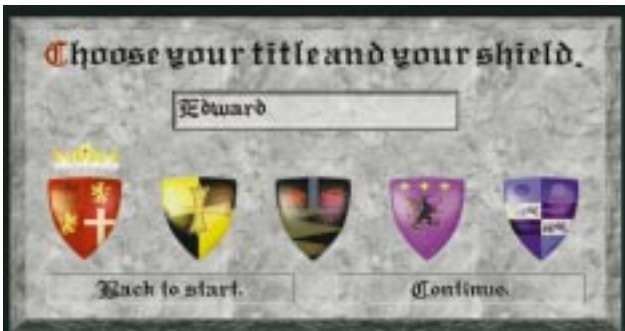 Choose your title and your shield.
Edward
Back to start.
Continue.